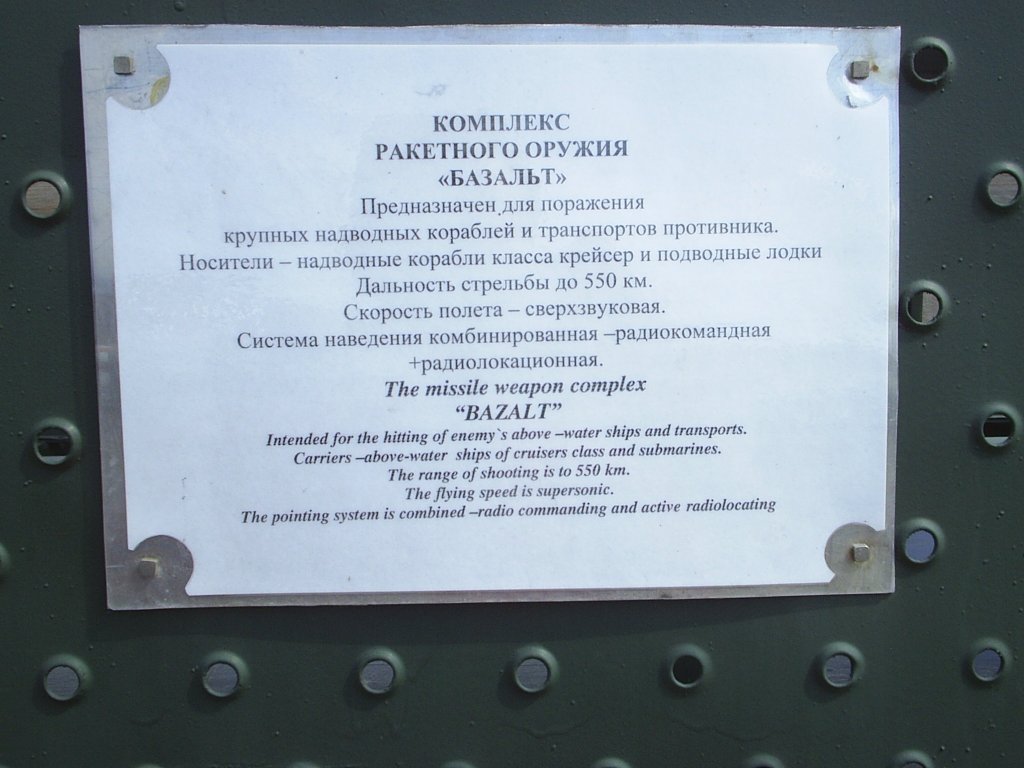 КОМПЛЕКС
РАКЕТНОГО ОРУЖИЯ
«БАЗАЛЬТ»
Предназначен для поражения
крупных надводных кораблей и транспортов противника.
Носители – надводные корабли класса крейсер и подводные лодки
Дальность стрельбы до 550 км.
Скорость полета – сверхзвуковая.
Система наведения комбинированная –радиокомандная
+радиолокационная.
The missile weapon complex
“BAZALT”
Intended for the hitting of enemy`s above –water ships and transports.
Carriers –above-water ships of cruisers class and submarines.
The range of shooting is to 550 km.
The flying speed is supersonic.
The pointing system is combined –radio commanding and active radiolocating